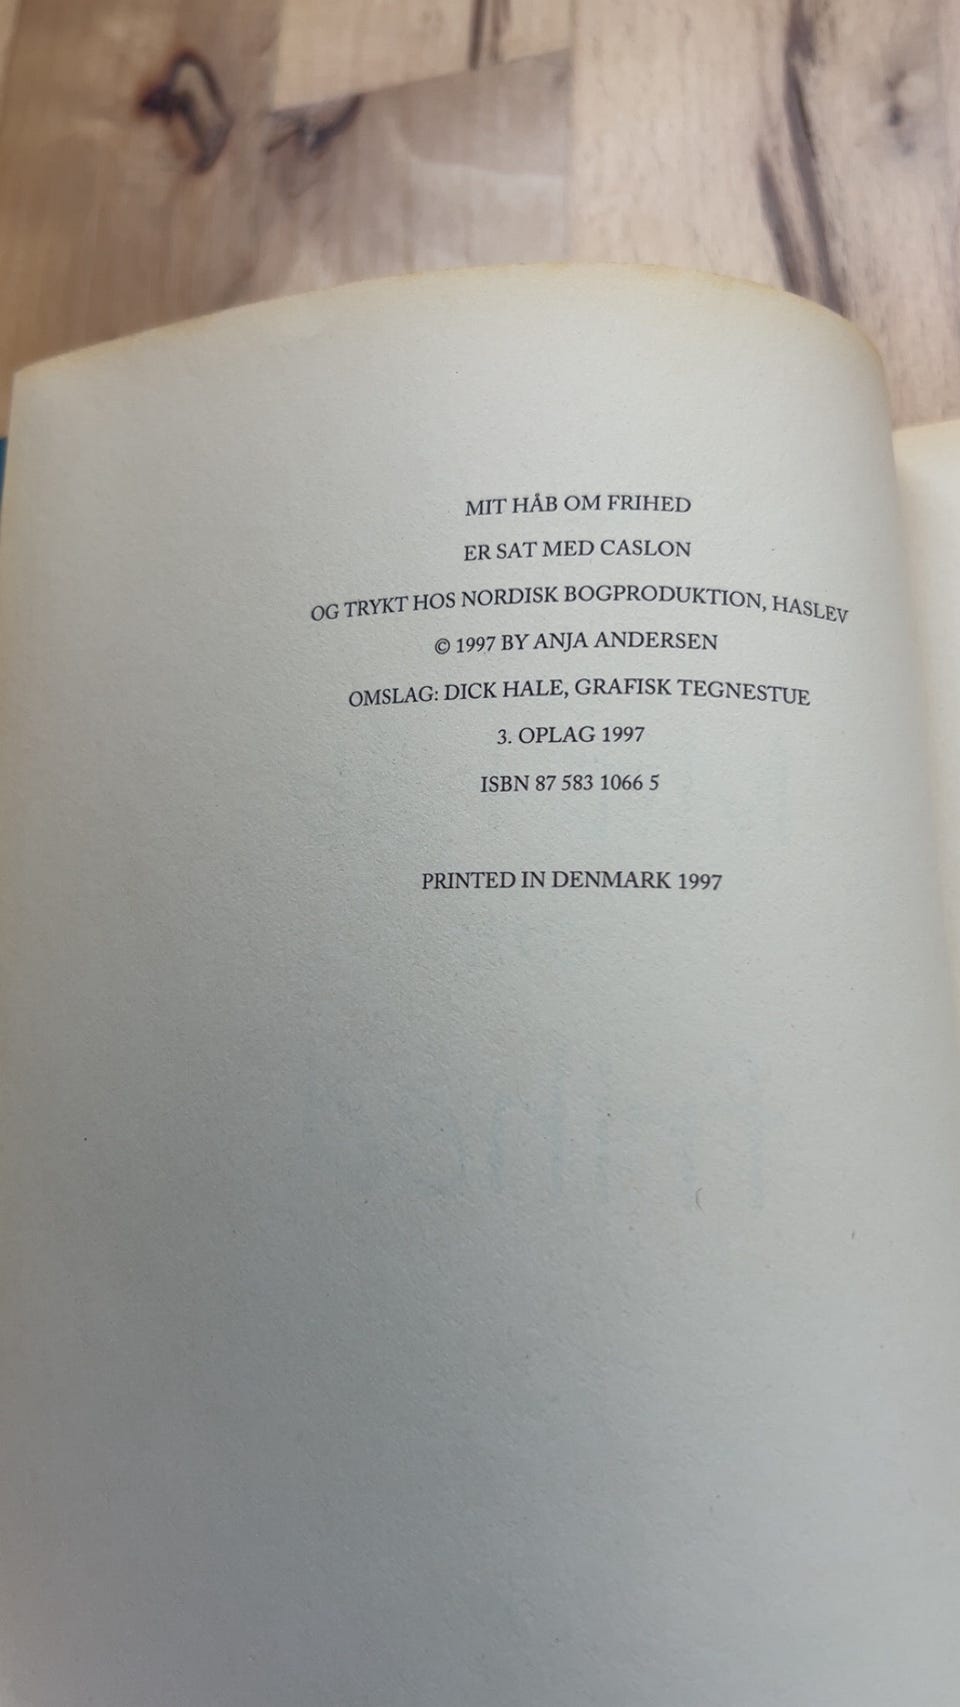 MIT HÅB OM FRIHED
ER SAT MED CASLON
OG TRYKT HOS NORDISK BOGPRODUKTION, HASLEV
© 1997 BY ANJA ANDERSEN
OMSLAG: DICK HALE, GRAFISK TEGNESTUE
3. OPLAG 1997
ISBN 87 583 1066 5
PRINTED IN DENMARK 1997